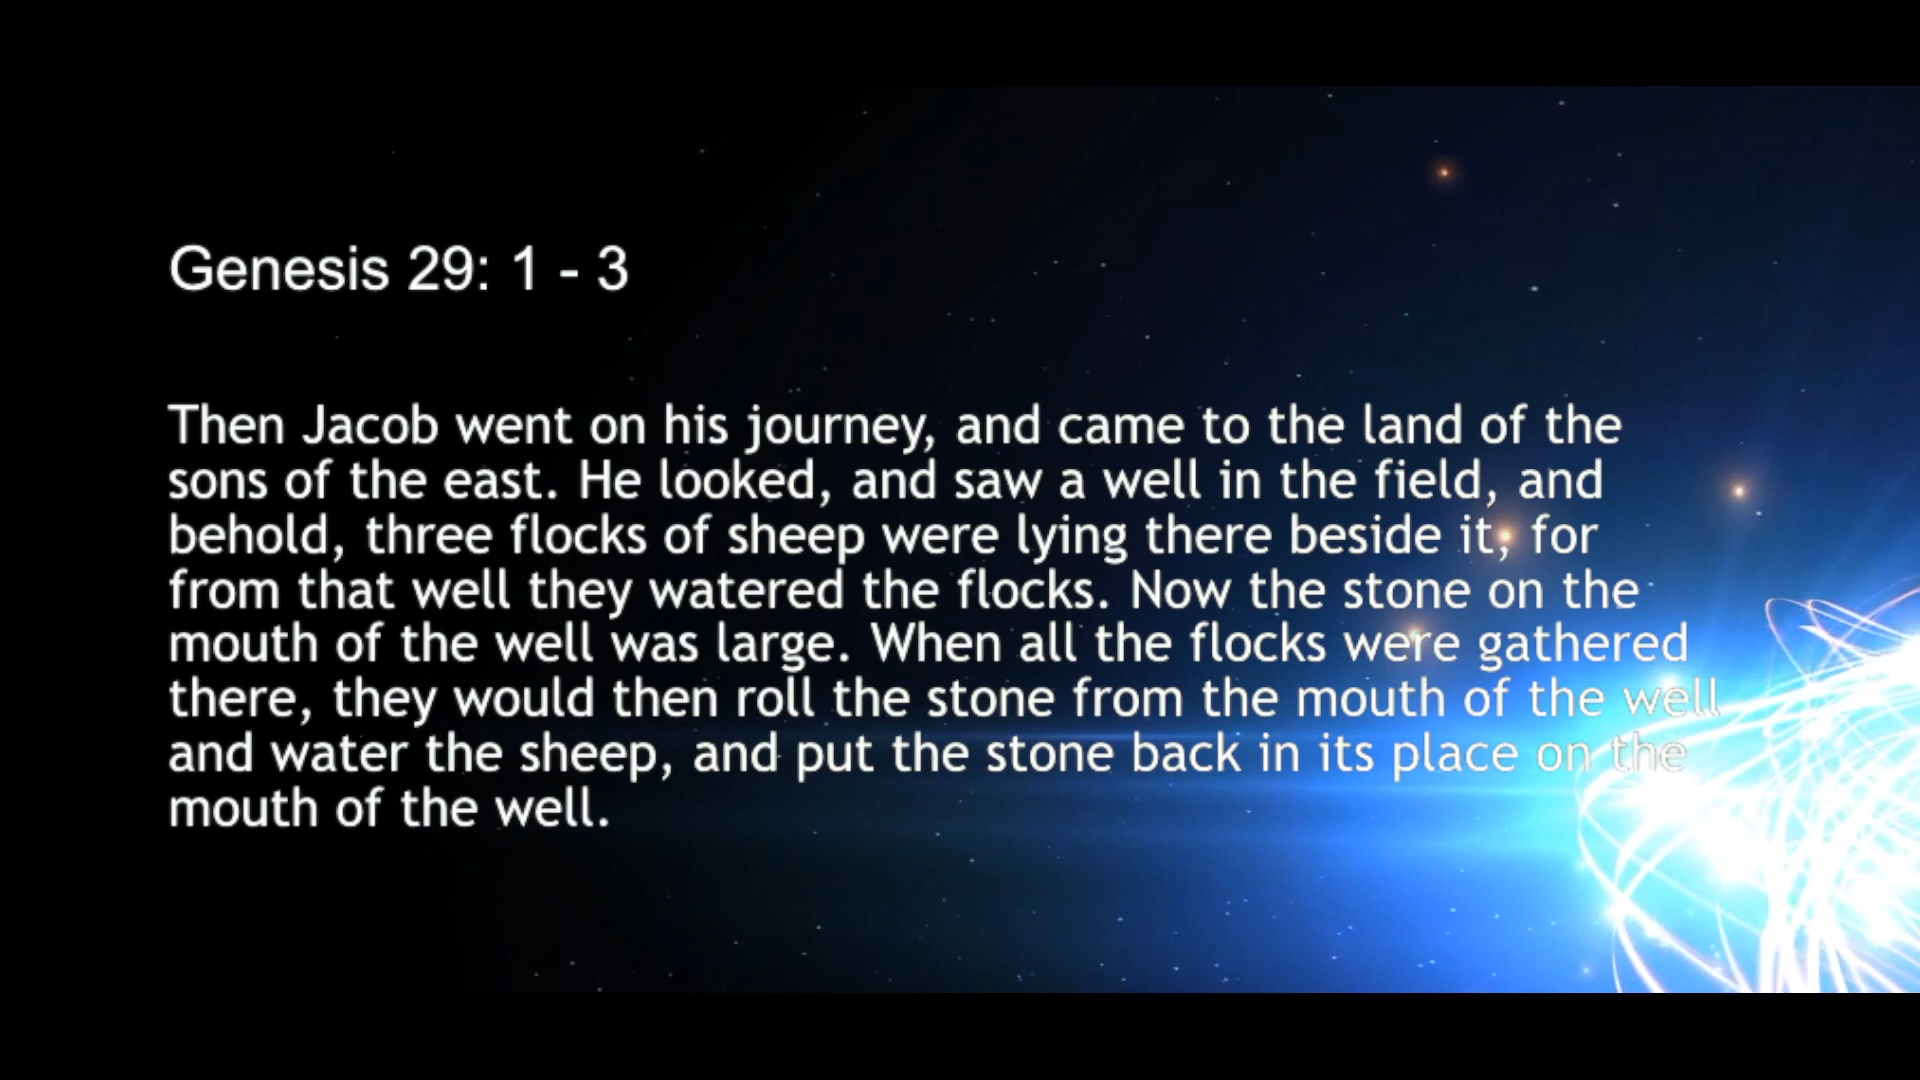 Genesis 29: 1 - 3
Then Jacob went on his journey, and came to the land of the
sons of the east. He looked, and saw a well in the field, and
behold, three flocks of sheep were lying there beside it, for
from that well they watered the flocks. Now the stone on the
mouth of the well was large. When all the flocks were gathered
there, they would then roll the stone from the mouth of the well
and water the sheep, and put the stone back in its place on the
mouth of the well.